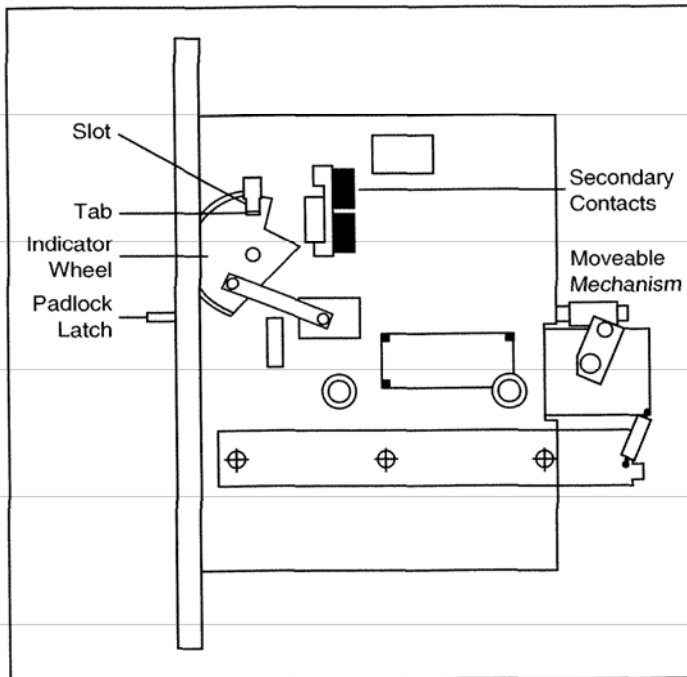 Slot
Tab
Indicator
Wheel
Padlock
Latch
Secondary
Contacts
Moveable
Mechanism